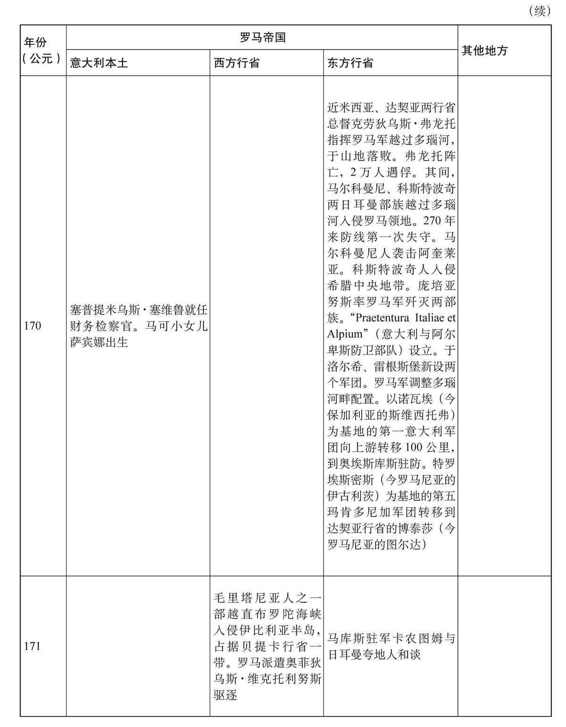 （续）
年份
（公元）
罗马帝国
其他地方
意大利本土
西方行省
东方行省
170
塞普提米乌斯·塞维鲁就任
财务检察官。马可小女儿
萨宾娜出生
近米西亚、达契亚两行省
总督克劳狄乌斯·弗龙托
指挥罗马军越过多瑙河，
于山地落败。弗龙托阵
亡，2 万人遇俘。其间，
马尔科曼尼、科斯特波奇
两日耳曼部族越过多瑙
河入侵罗马领地。270 年
来防线第一次失守。马
尔科曼尼人袭击阿奎莱
亚。科斯特波奇人入侵
希腊中央地带。庞培亚
努斯率罗马军歼灭两部
族。“Praetentura Italiae et
Alpium”（意大利与阿尔
卑斯防卫部队）设立。于
洛尔希、雷根斯堡新设两
个军团。罗马军调整多瑙
河畔配置。以诺瓦埃（今
保加利亚的斯维西托弗）
为基地的第一意大利军
团向上游转移 100 公里，
到奥埃斯库斯驻防。特罗
埃斯密斯（今罗马尼亚的
伊古利茨）为基地的第五
玛肯多尼加军团转移到
达契亚行省的博泰莎（今
罗马尼亚的图尔达）
171
毛里塔尼亚人之一
部越直布罗陀海峡
入侵伊比利亚半岛，
占据贝提卡行省一
带。罗马派遣奥菲狄
乌斯·维克托利努斯
驱逐
马库斯驻军卡农图姆与
日耳曼夸地人和谈